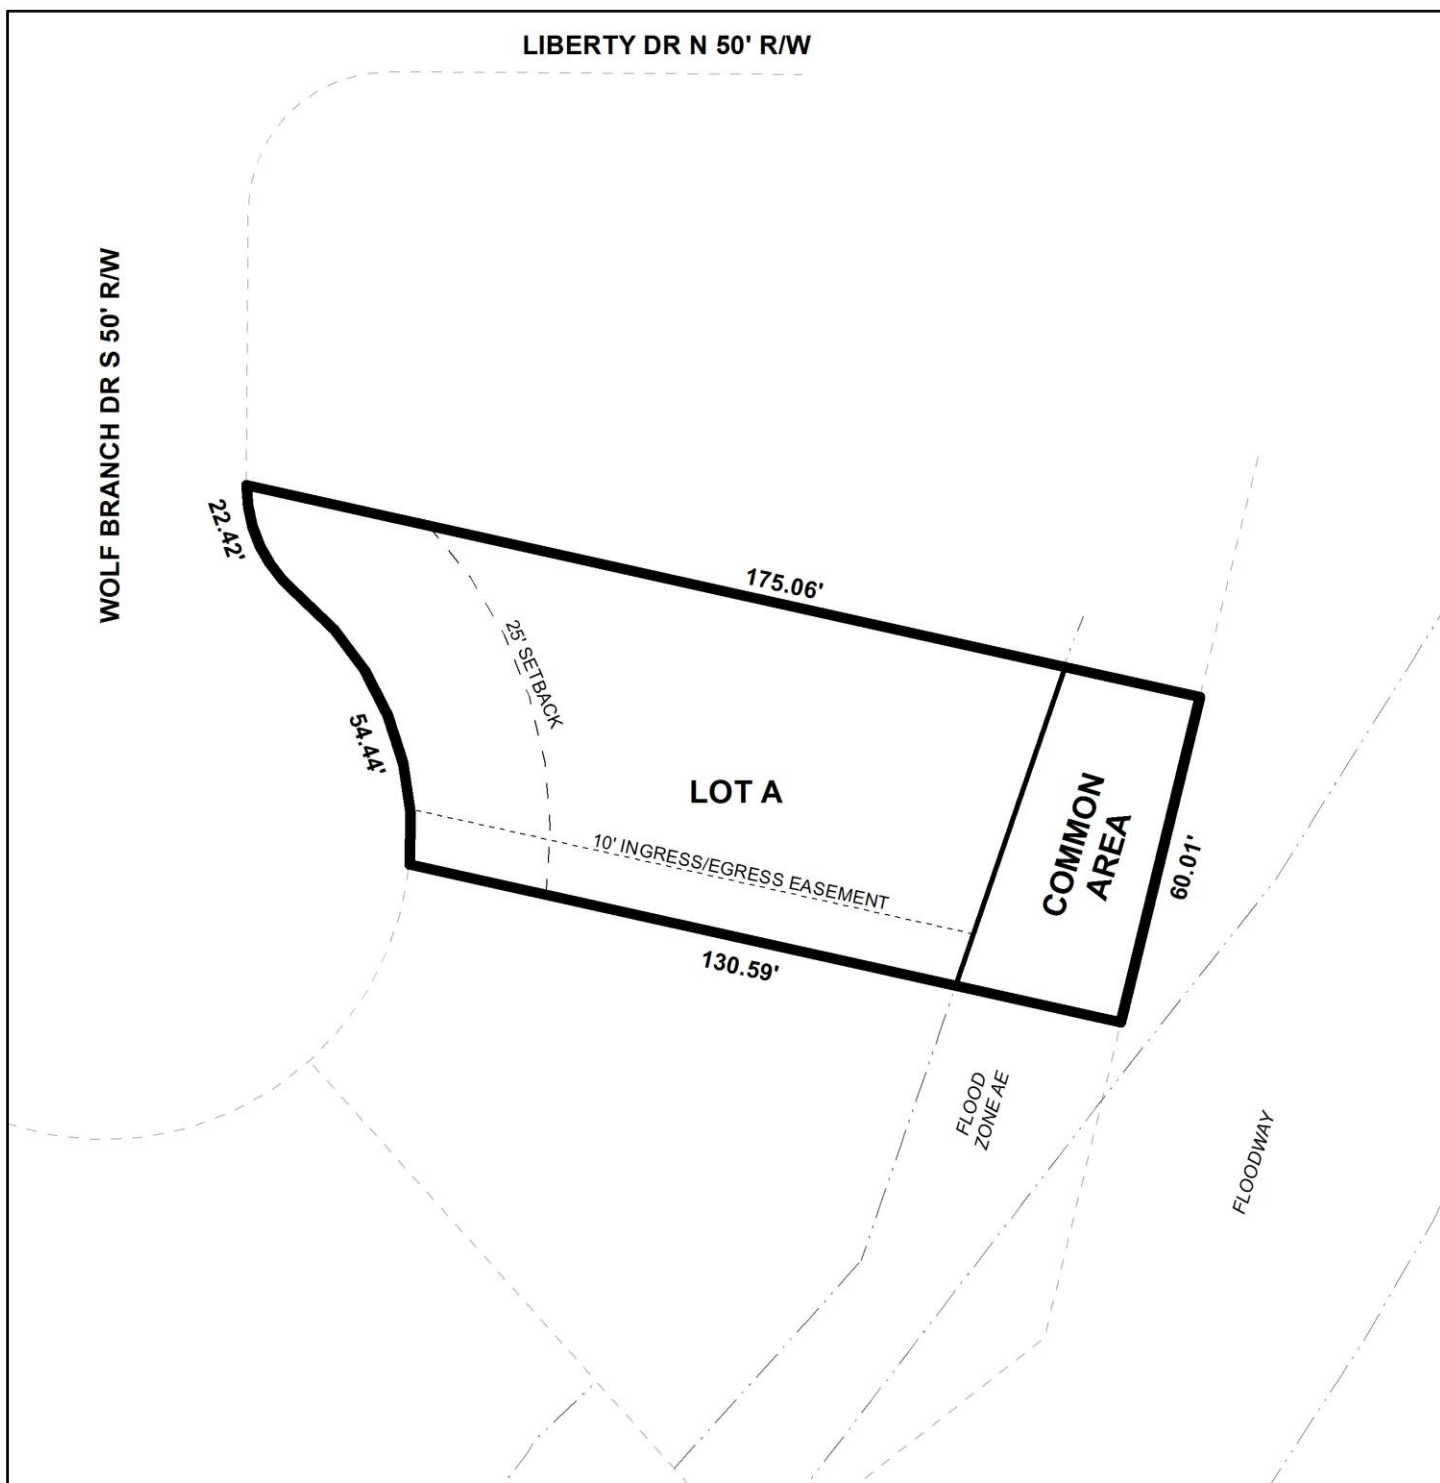 LIBERTY DR N 50' R/W
WOLF BRANCH DR S 50' R/W
22.42'
175.06'
25' SETBACK
54.44'
LOT A
COMMON
AREA
10' INGRESS/EGRESS EASEMENT
60.01'
130.59'
FLOOD
ZONE AE
FLOODWAY